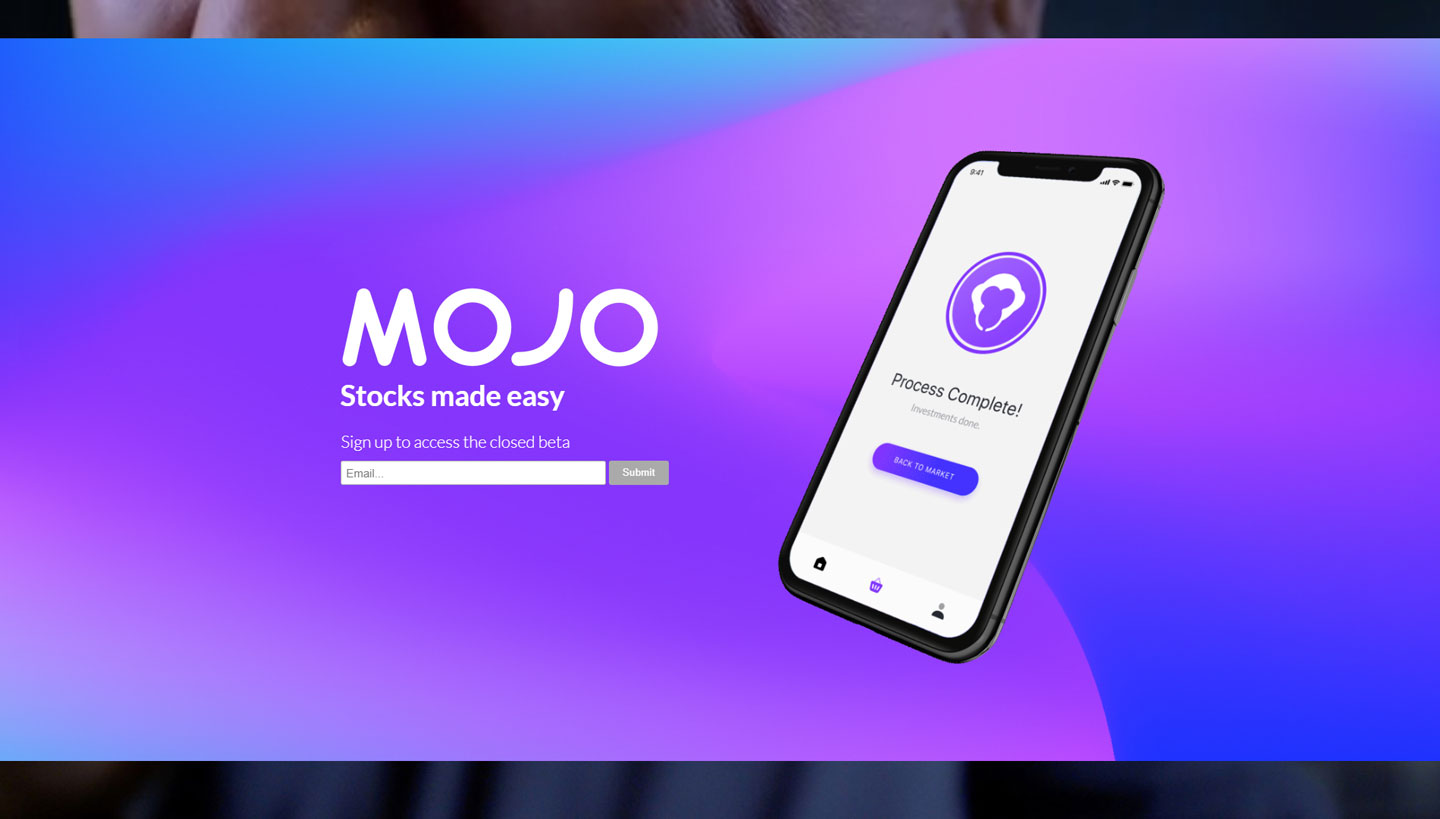 MOJO
Stocks made easy
Sign up to access the closed beta
Email...
Submit
9:41
Process Complete!
Investments done.
BACK TO MARKET